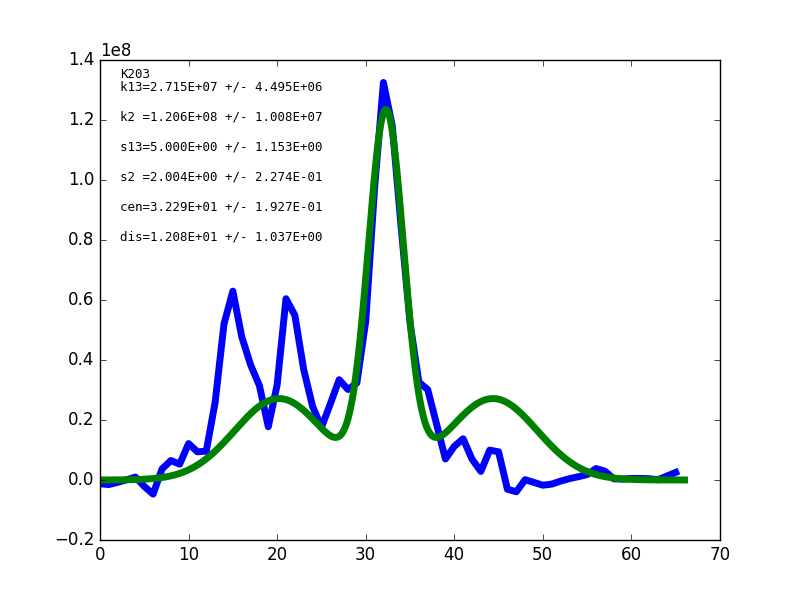 1e8
1.4
1.2
1.0
0.8
0.6
0.4
0.2
0.0
−0.2
K203
k13=2.715E+07 +/- 4.495E+06
k2 =1.206E+08 +/- 1.008E+07
s13=5.000E+00 +/- 1.153E+00
s2 =2.004E+00 +/- 2.274E-01
cen=3.229E+01 +/- 1.927E-01
dis=1.208E+01 +/- 1.037E+00
0 10 20 30 40 50 60 70